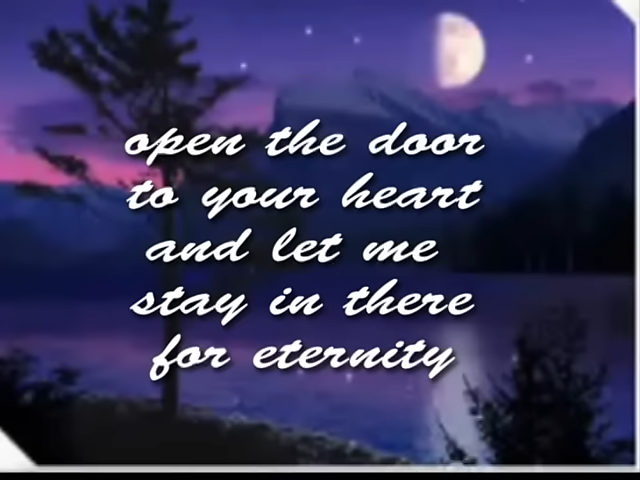 open the door
to your heart
and let me
stay in there
for eternity